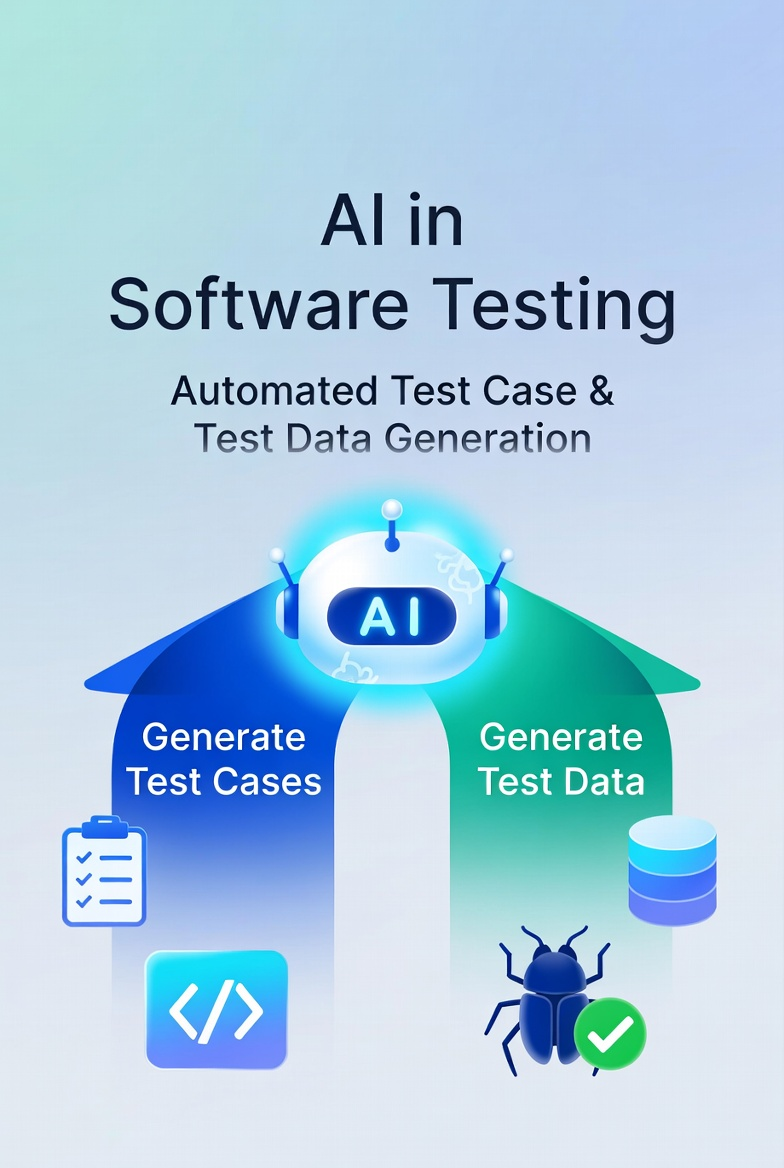 AI in
Software Testing
Automated Test Case &
Test Data Generation
AI
Generate
Test Cases
Generate
Test Data
</>